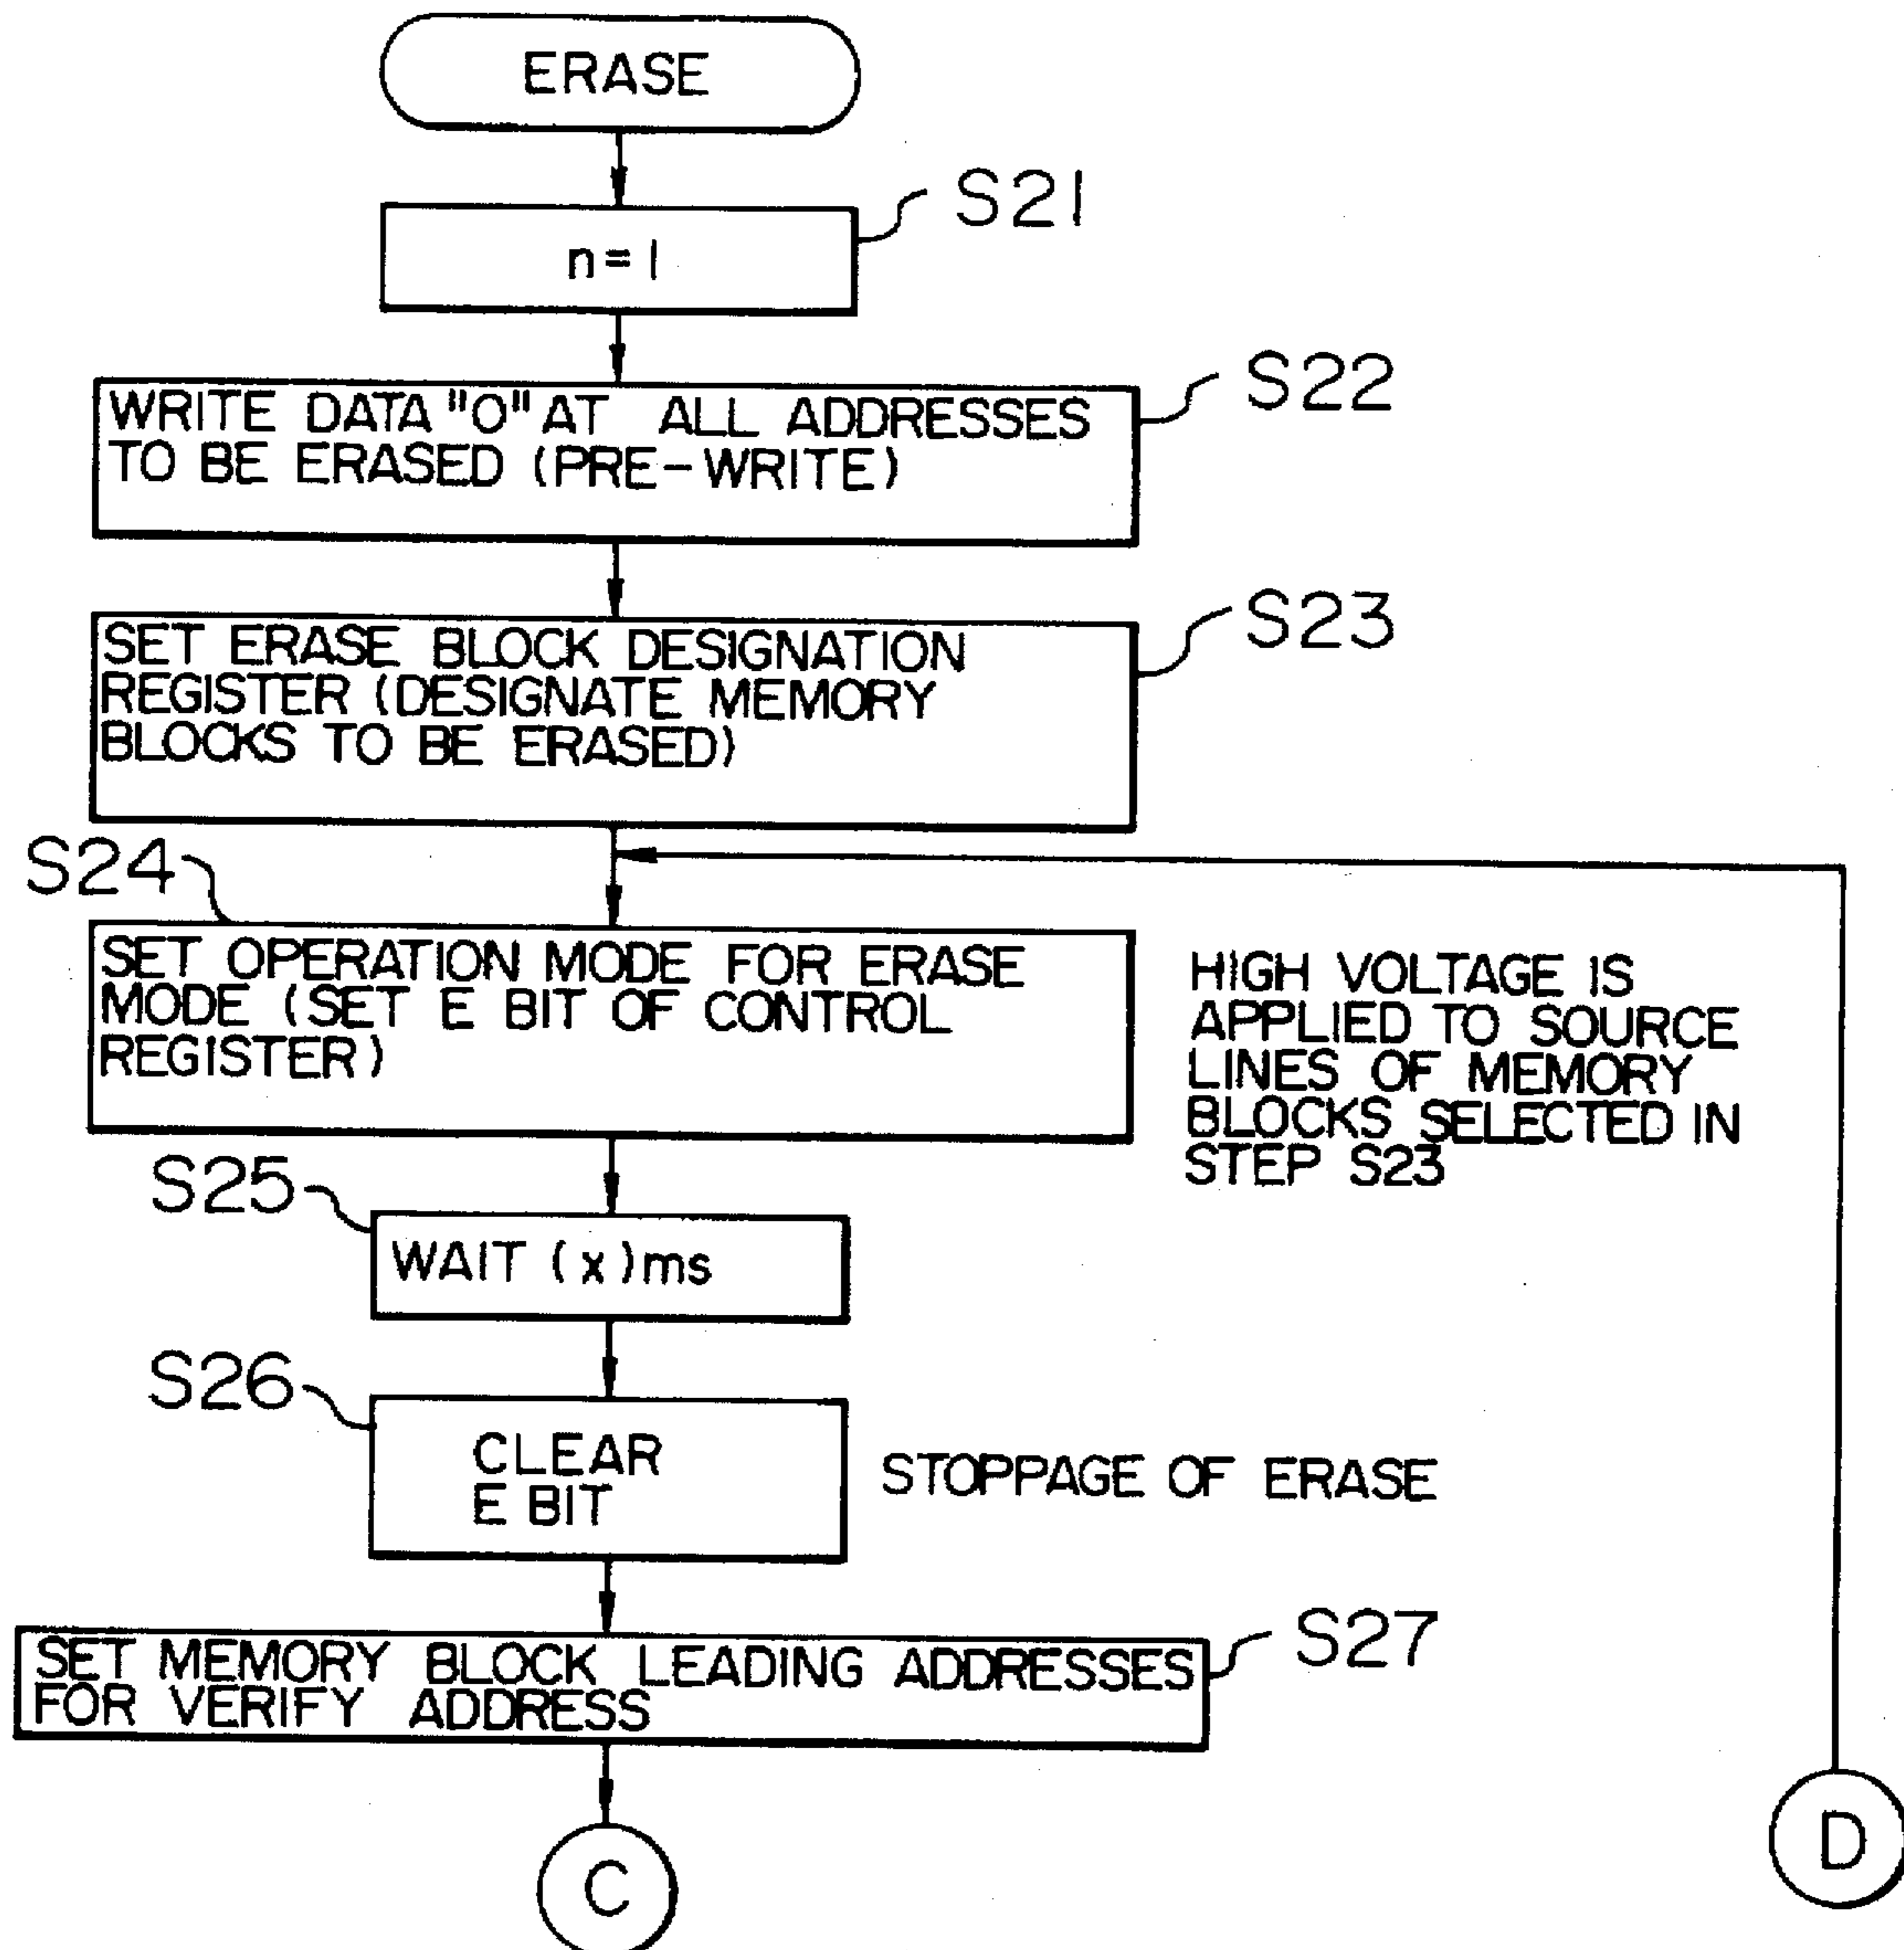 ERASE
S21
n=1
S22
WRITE DATA "0" AT ALL ADDRESSES
TO BE ERASED (PRE-WRITE)
S23
SET ERASE BLOCK DESIGNATION
REGISTER (DESIGNATE MEMORY
BLOCKS TO BE ERASED)
S24
SET OPERATION MODE FOR ERASE
MODE (SET E BIT OF CONTROL
REGISTER)
HIGH VOLTAGE IS
APPLIED TO SOURCE
LINES OF MEMORY
BLOCKS SELECTED IN
STEP S23
S25
WAIT (x)ms
S26
CLEAR
E BIT
STOPPAGE OF ERASE
S27
SET MEMORY BLOCK LEADING ADDRESSES
FOR VERIFY ADDRESS
D
C